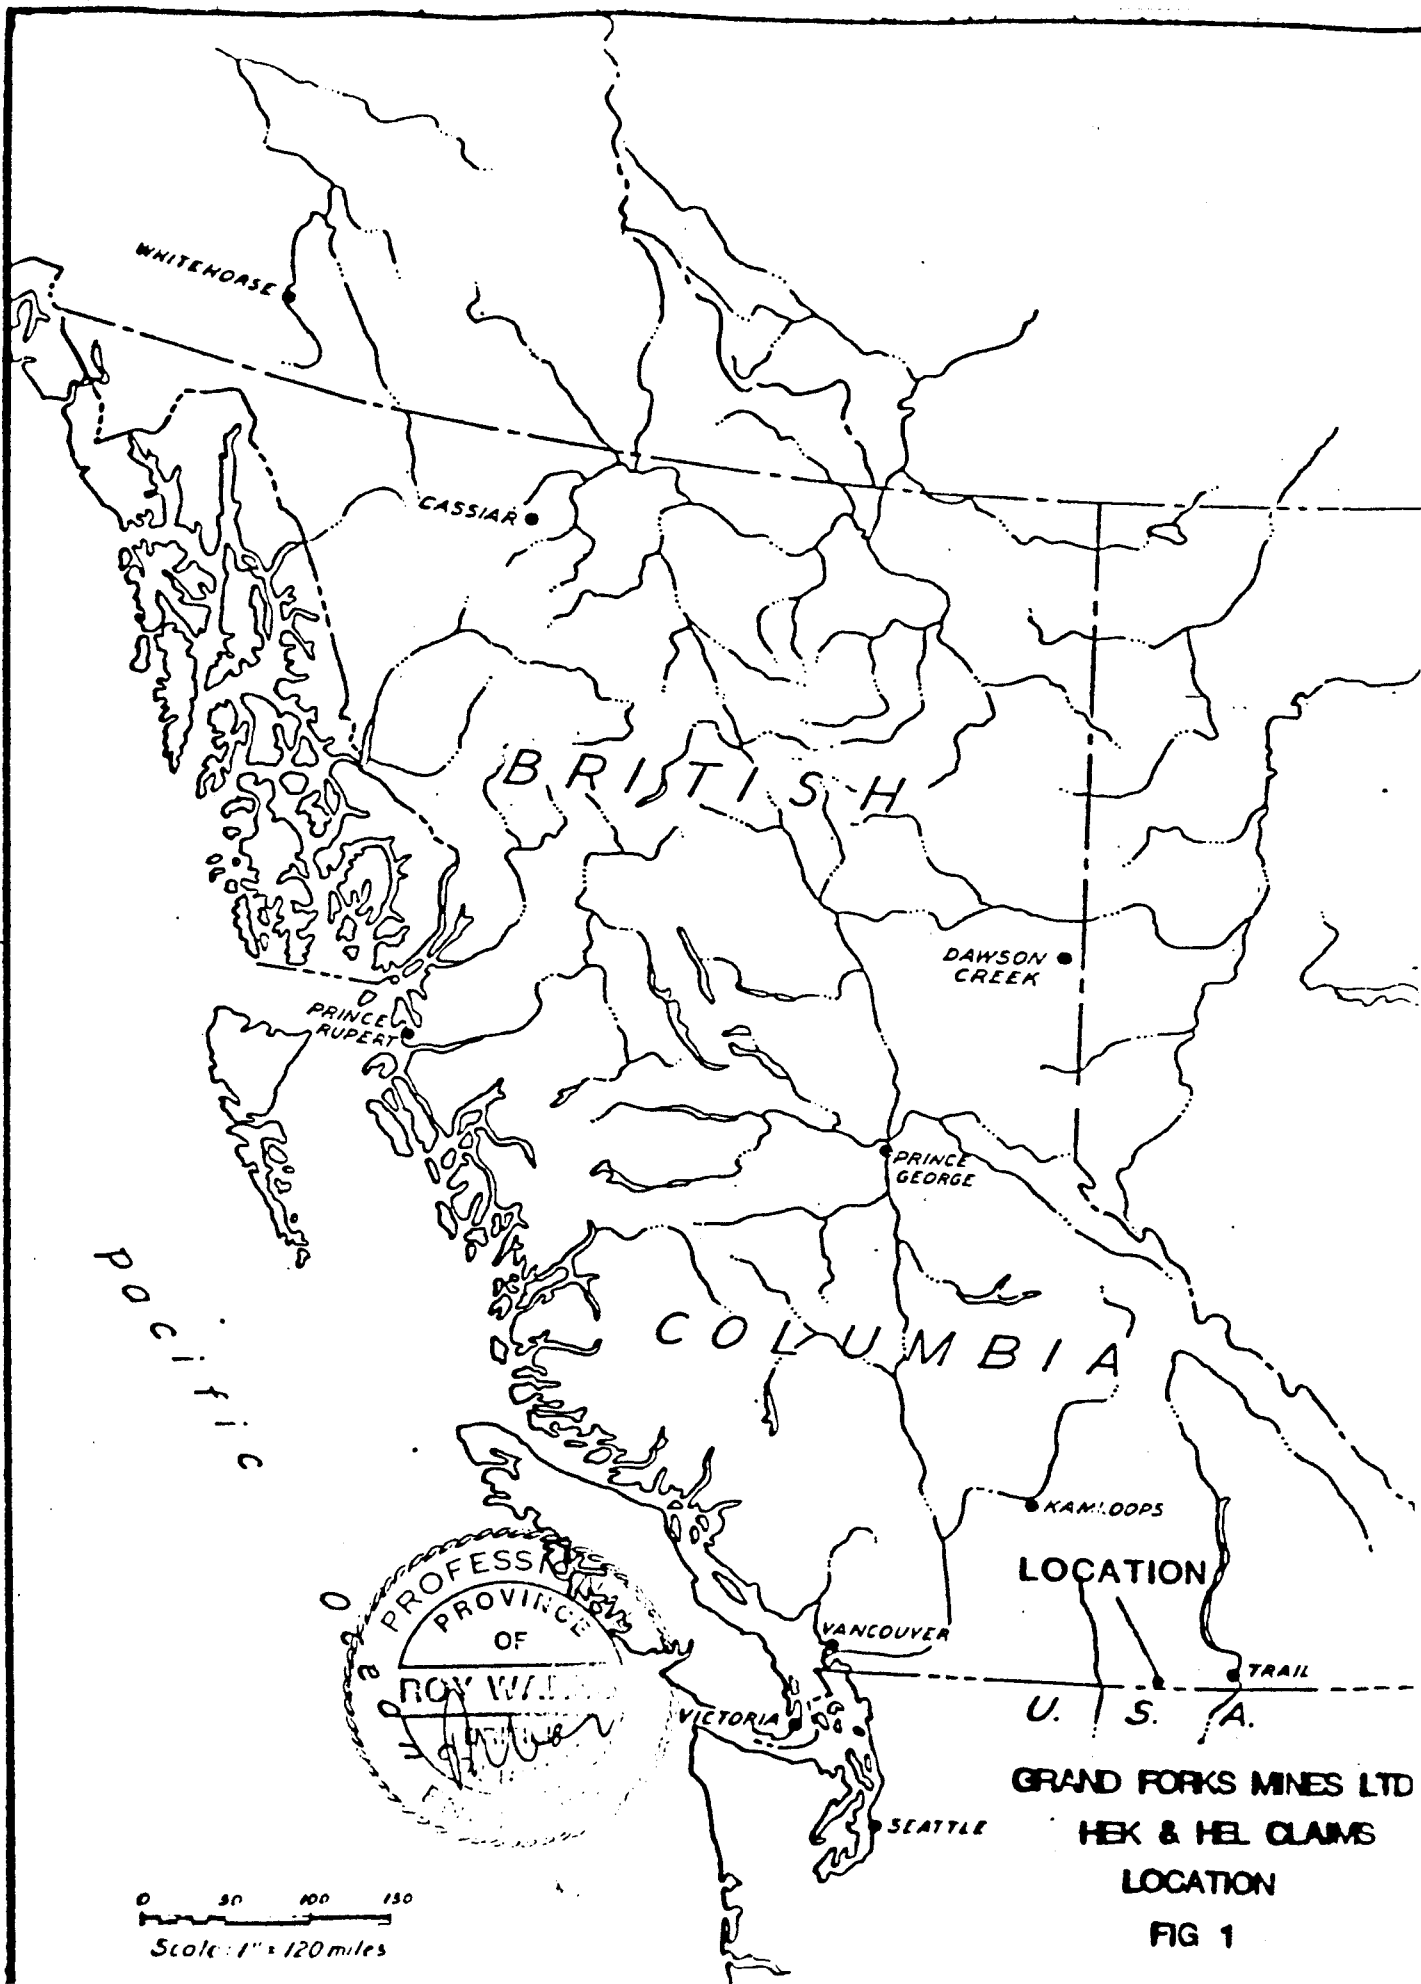 WHITEHORSE
CASSIAR
BRITISH
DAWSON
CREEK
PRINCE
RUPERT
PRINCE
GEORGE
Pacific
COLUMBIA
KAMLOOPS
LOCATION
PROVINCE
OF
ROY
VANCOUVER
TRAIL
VICTORIA
U. S. A.
GRAND FORKS MINES LTD
SEATTLE
HEK & HEL CLAIMS
LOCATION
FIG 1
0 50 100 150
Scale: 1" = 120 miles